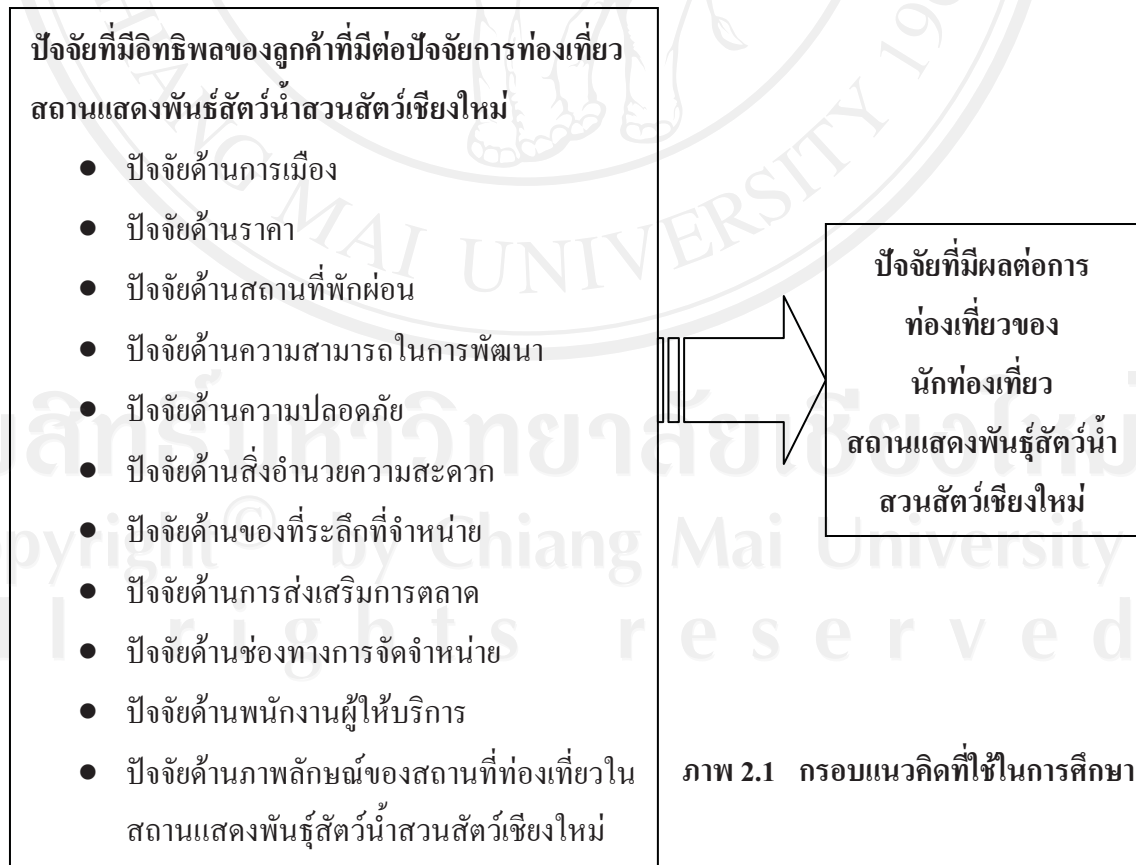 ปัจจัยที่มีอิทธิพลของลูกค้าที่มีต่อปัจจัยการท่องเที่ยว
สถานแสดงพันธ์สัตว์น้ำสวนสัตว์เชียงใหม่
● ปัจจัยด้านการเมือง
● ปัจจัยด้านราคา
● ปัจจัยด้านสถานที่พักผ่อน
● ปัจจัยด้านความสามารถในการพัฒนา
● ปัจจัยด้านความปลอดภัย
● ปัจจัยด้านสิ่งอำนวยความสะดวก
● ปัจจัยด้านของที่ระลึกที่จำหน่าย
● ปัจจัยด้านการส่งเสริมการตลาด
● ปัจจัยด้านช่องทางการจัดจำหน่าย
● ปัจจัยด้านพนักงานผู้ให้บริการ
● ปัจจัยด้านภาพลักษณ์ของสถานที่ท่องเที่ยวใน
สถานแสดงพันธุ์สัตว์น้ำสวนสัตว์เชียงใหม่
ปัจจัยที่มีผลต่อการ
ท่องเที่ยวของ
นักท่องเที่ยว
สถานแสดงพันธุ์สัตว์น้ำ
สวนสัตว์เชียงใหม่
ภาพ 2.1 กรอบแนวคิดที่ใช้ในการศึกษา
MAI UNIVERSITY
by Chiang Mai University
rights reserved